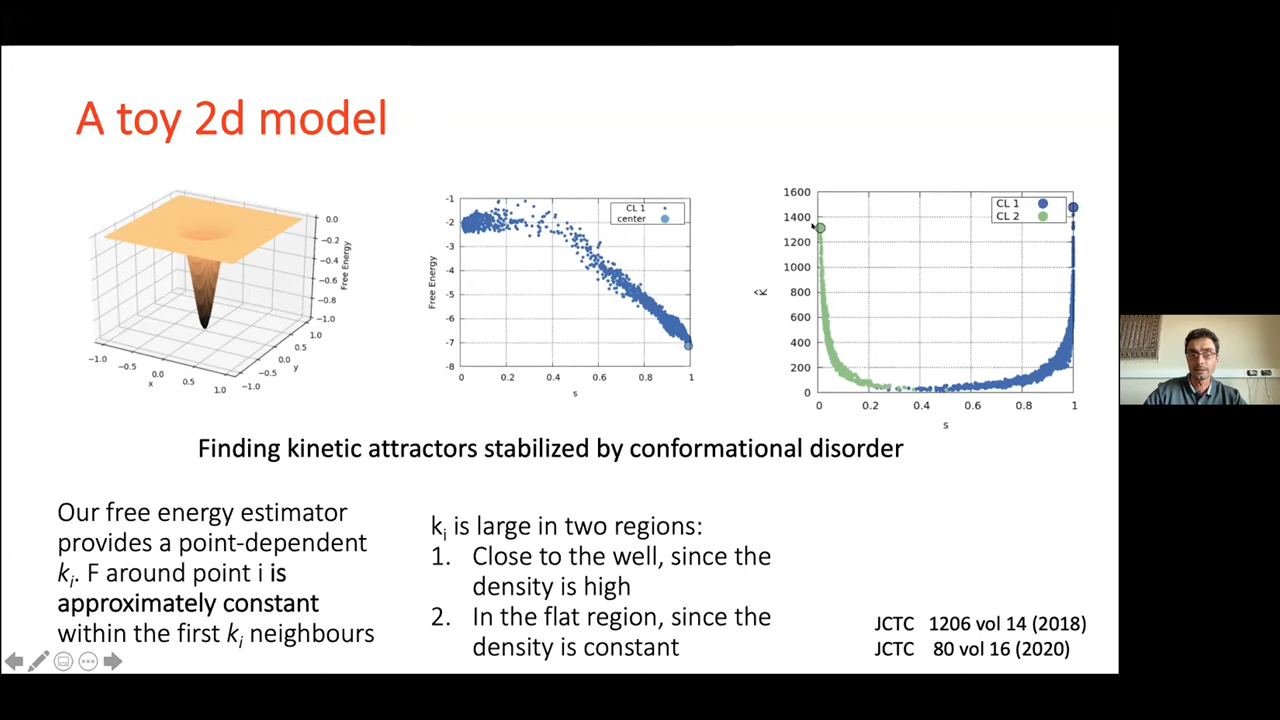 A toy 2d model
0.0
−0.2
−0.4
−0.6
−0.8
−1.0
Free Energy
−1.0
−0.5
0.0
0.5
1.0
x
−1.0
−0.5
0.0
0.5
1.0
y
-1
-2
-3
-4
-5
-6
-7
-8
Free Energy
CL 1
center
0 0.2 0.4 0.6 0.8 1
s
1600
1400
1200
1000
800
600
400
200
0
k̂
CL 1
CL 2
0 0.2 0.4 0.6 0.8 1
s
Finding kinetic attractors stabilized by conformational disorder
Our free energy estimator
provides a point-dependent
ki. F around point i is
approximately constant
within the first ki neighbours
ki is large in two regions:
1. Close to the well, since the
density is high
2. In the flat region, since the
density is constant
JCTC 1206 vol 14 (2018)
JCTC 80 vol 16 (2020)